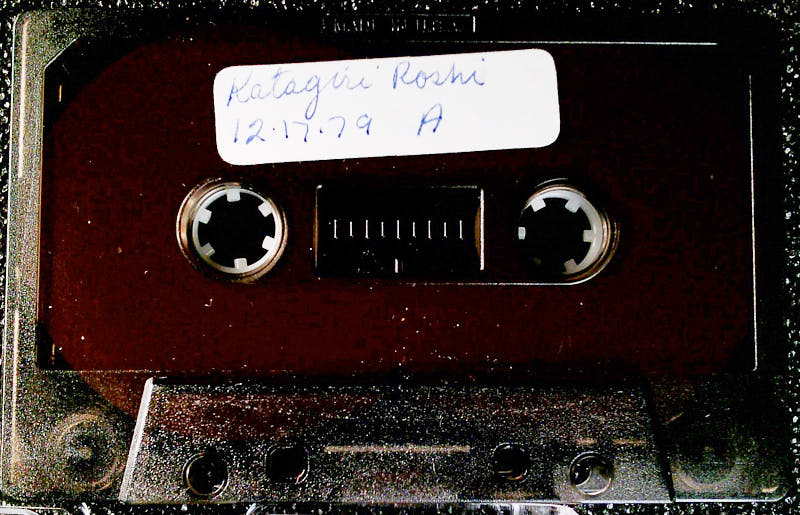 MADE IN U.S.A.
Katagiri Roshi
12.17.79 A